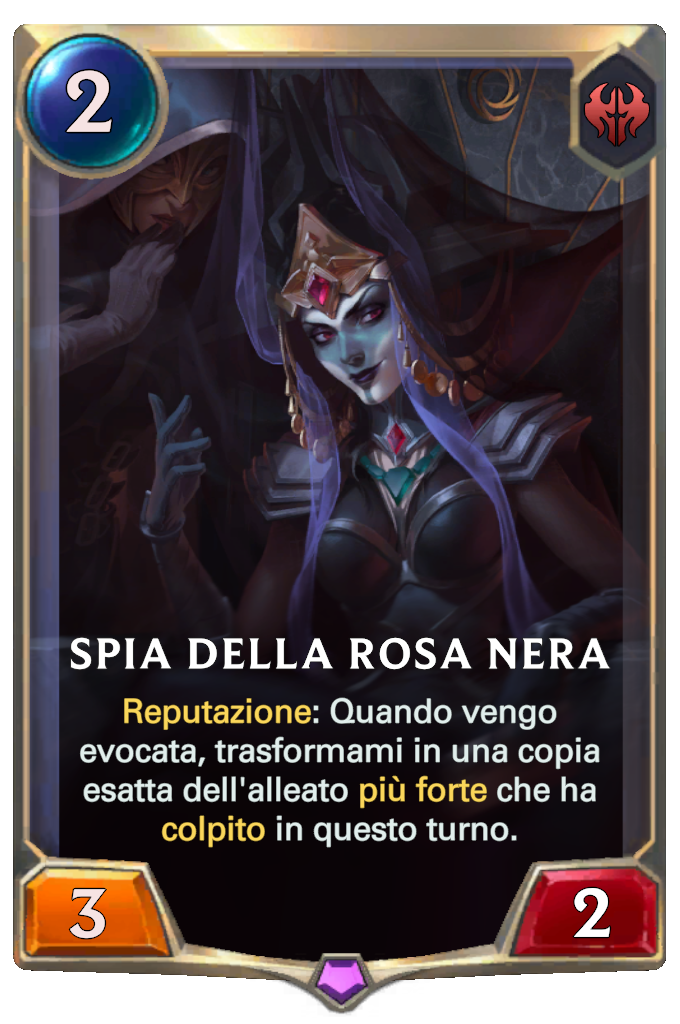 2
SPIA DELLA ROSA NERA
Reputazione: Quando vengo
evocata, trasformami in una copia
esatta dell'alleato più forte che ha
colpito in questo turno.
3
2